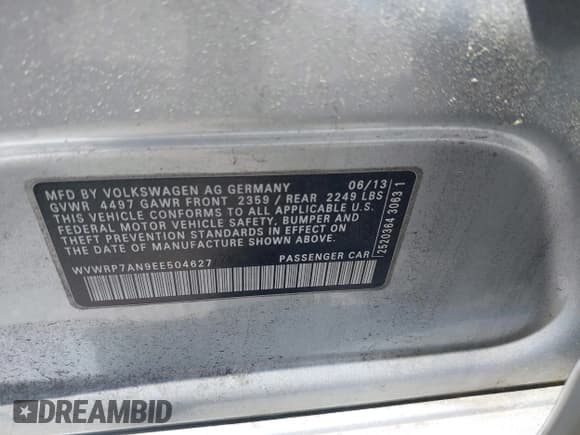 MFD BY VOLKSWAGEN AG GERMANY 06/13
GVWR 4497 GAWR FRONT 2359 / REAR 2249 LBS
THIS VEHICLE CONFORMS TO ALL APPLICABLE U.S.
FEDERAL MOTOR VEHICLE SAFETY, BUMPER AND
THEFT PREVENTION STANDARDS IN EFFECT ON
THE DATE OF MANUFACTURE SHOWN ABOVE.
WVWRP7AN9EE504627 PASSENGER CAR
2520364 30631
DREAMBID